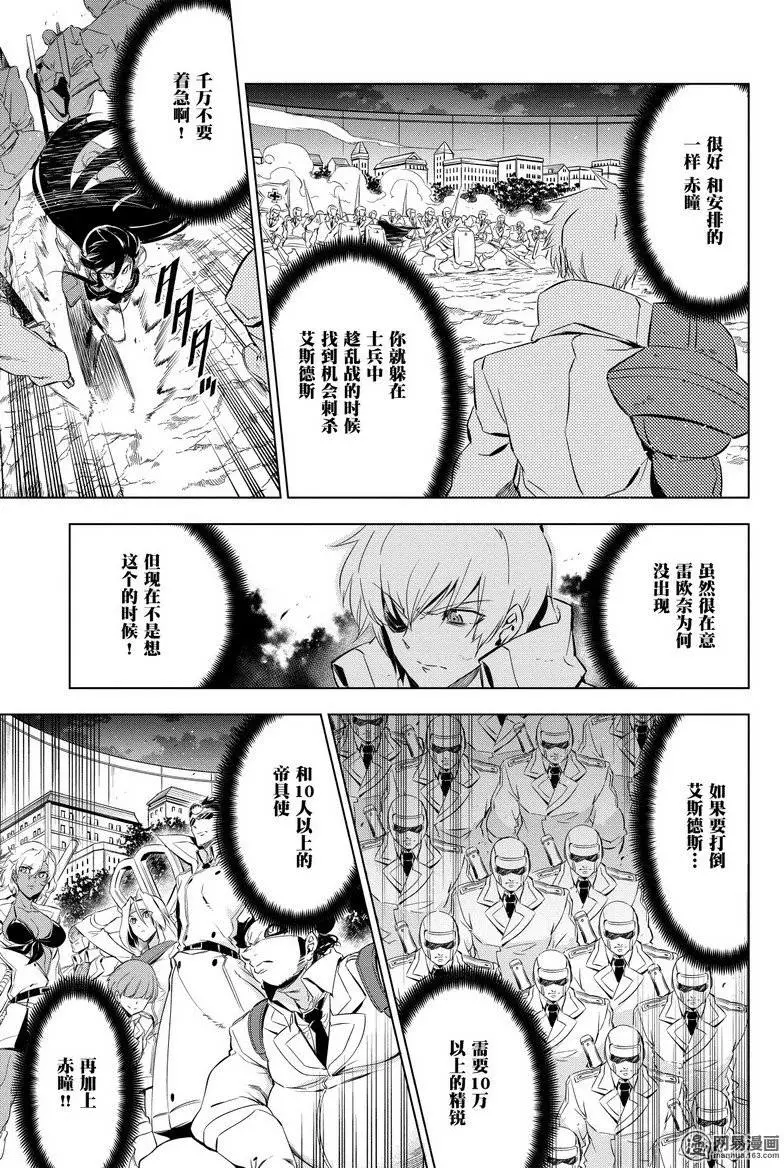 很好 和安排的
一样 赤瞳
你就躲在
士兵中
趁乱战的时候
找到机会刺杀
艾斯德斯
千万不要
着急啊！
ダダダッ
虽然很在意
雷欧奈为何
没出现
但现在不是想
这个的时候！
如果要打倒
艾斯德斯…
需要10万
以上的精锐
和10人以上的
帝具使
再加上
赤瞳!!
网易漫画
manhua.163.com